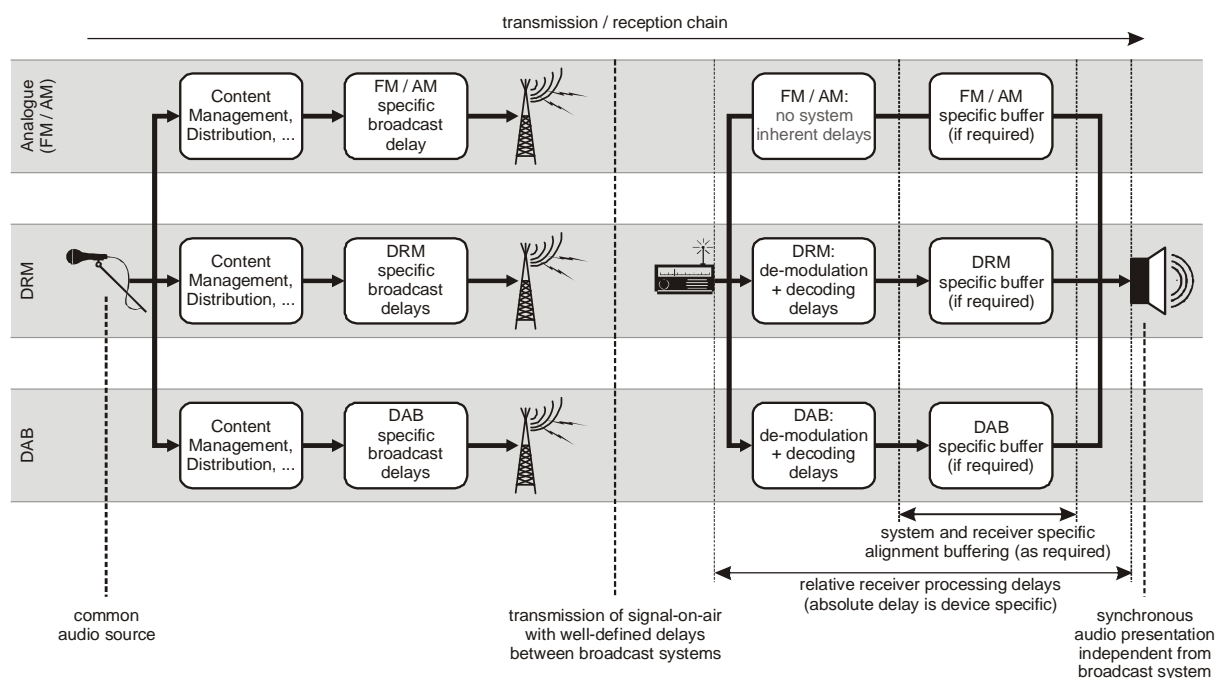 transmission / reception chain
Analogue
(FM / AM)
Content
Management,
Distribution, ...
FM / AM
specific
broadcast
delay
FM / AM:
no system
inherent delays
FM / AM
specific buffer
(if required)
DRM
Content
Management,
Distribution, ...
DRM
specific
broadcast
delays
DRM:
de-modulation
+ decoding
delays
DRM
specific buffer
(if required)
DAB
Content
Management,
Distribution, ...
DAB
specific
broadcast
delays
DAB:
de-modulation
+ decoding
delays
DAB
specific buffer
(if required)
system and receiver specific
alignment buffering (as required)
relative receiver processing delays
(absolute delay is device specific)
common
audio source
transmission of signal-on-air
with well-defined delays
between broadcast systems
synchronous
audio presentation
independent from
broadcast system